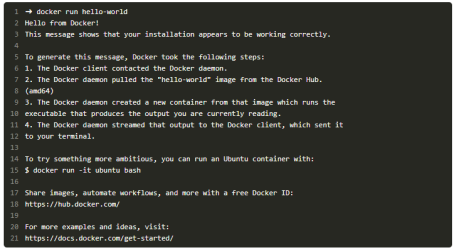 1 ➜ docker run hello-world
2 Hello from Docker!
3 This message shows that your installation appears to be working correctly.
4
5 To generate this message, Docker took the following steps:
6 1. The Docker client contacted the Docker daemon.
7 2. The Docker daemon pulled the "hello-world" image from the Docker Hub.
8 (amd64)
9 3. The Docker daemon created a new container from that image which runs the
10 executable that produces the output you are currently reading.
11 4. The Docker daemon streamed that output to the Docker client, which sent it
12 to your terminal.
13
14 To try something more ambitious, you can run an Ubuntu container with:
15 $ docker run -it ubuntu bash
16
17 Share images, automate workflows, and more with a free Docker ID:
18 https://hub.docker.com/
19
20 For more examples and ideas, visit:
21 https://docs.docker.com/get-started/